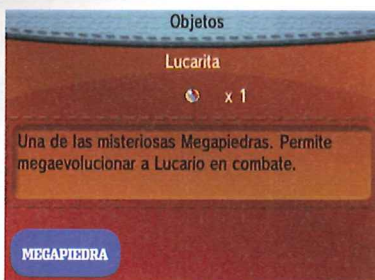 Objetos
Lucarita
x 1
Una de las misteriosas Megapiedras. Permite
megaevolucionar a Lucario en combate.
MEGAPIEDRA